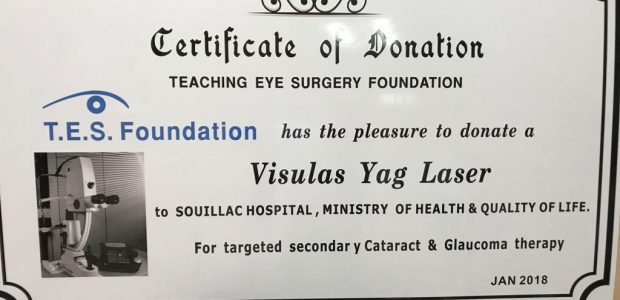 Certificate of Donation
TEACHING EYE SURGERY FOUNDATION
T.E.S. Foundation has the pleasure to donate a
Visulas Yag Laser
to SOUILLAC HOSPITAL, MINISTRY OF HEALTH & QUALITY OF LIFE.
For targeted secondary Cataract & Glaucoma therapy
JAN 2018